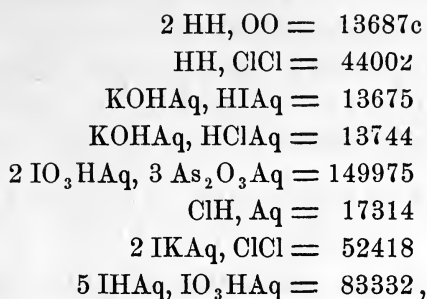 2 HH, OO = 13687c
HH, ClCl = 44002
KOHAq, HIAq = 13675
KOHAq, HClAq = 13744
2 IO₃HAq, 3 As₂O₃Aq = 149975
ClH, Aq = 17314
2 IKAq, ClCl = 52418
5 IHAq, IO₃HAq = 83332,